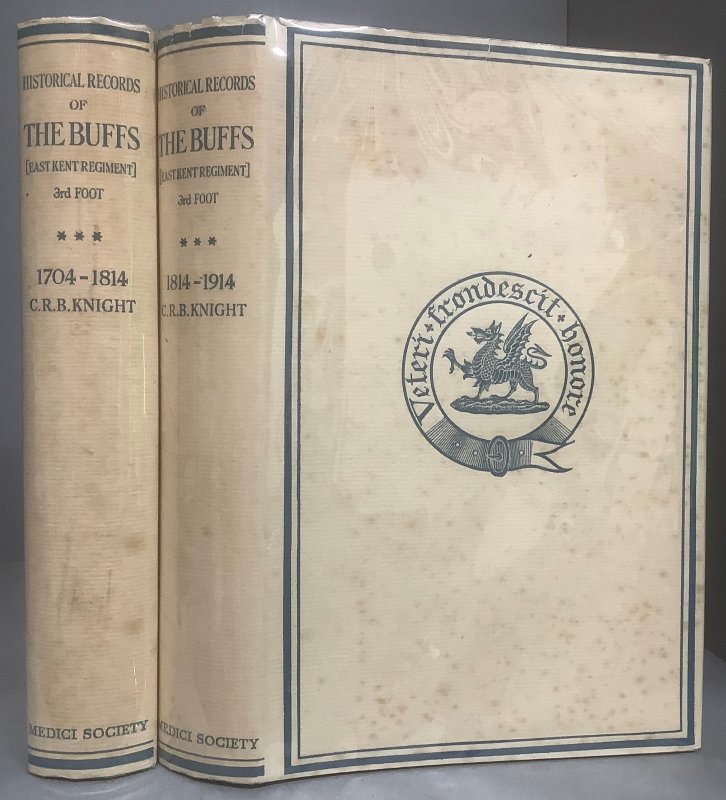 HISTORICAL RECORDS
OF
THE BUFFS
[EAST KENT REGIMENT]
3rd FOOT
***
1704-1814
C.R.B.KNIGHT
MEDICI SOCIETY
HISTORICAL RECORDS
OF
THE BUFFS
[EAST KENT REGIMENT]
3rd FOOT
***
1814-1914
C.R.B.KNIGHT
MEDICI SOCIETY
Veteri · frondescit · honore